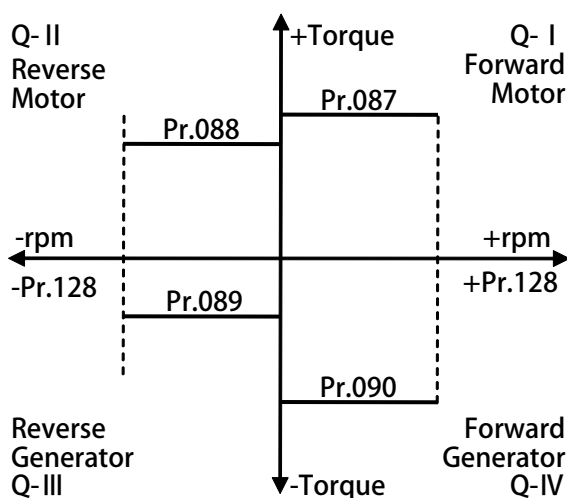 Q- II
Reverse
Motor
+Torque
Q- I
Forward
Motor
Pr.088
Pr.087
-rpm
-Pr.128
+rpm
+Pr.128
Pr.089
Pr.090
Reverse
Generator
Q-III
-Torque
Forward
Generator
Q-IV